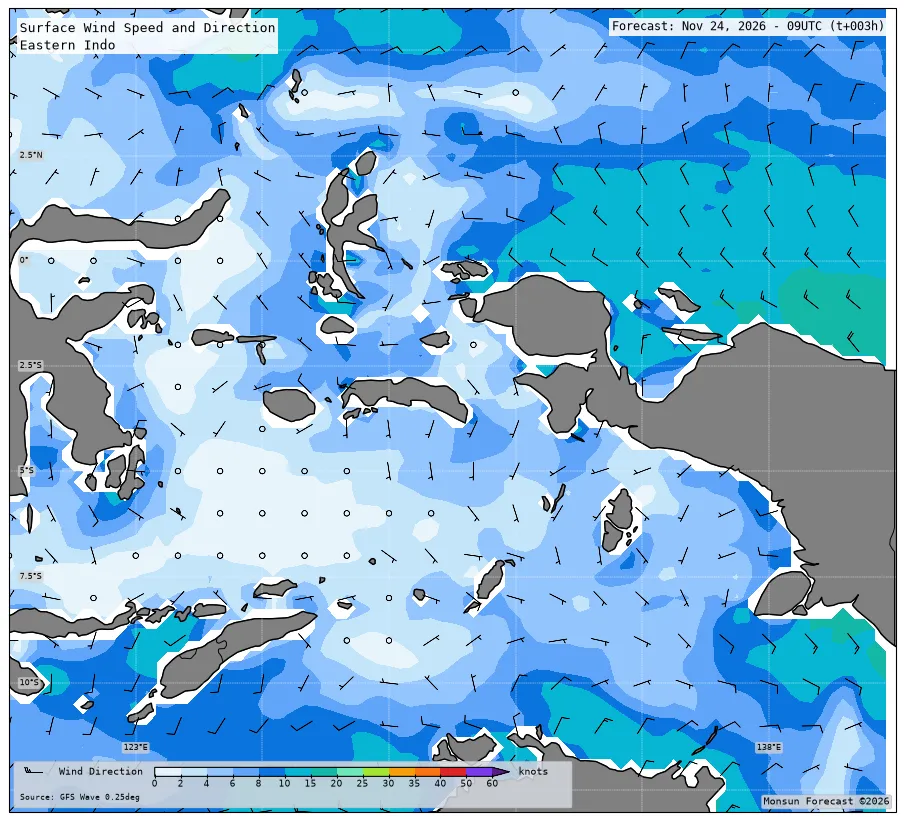 Surface Wind Speed and Direction
Eastern Indo
Forecast: Nov 24, 2026 - 09UTC (t+003h)
2.5°N
0°
2.5°S
5°S
7.5°S
10°S
123°E
138°E
Wind Direction
0 2 4 6 8 10 15 20 25 30 35 40 50 60
knots
Source: GFS Wave 0.25deg
Monsun Forecast ©2026